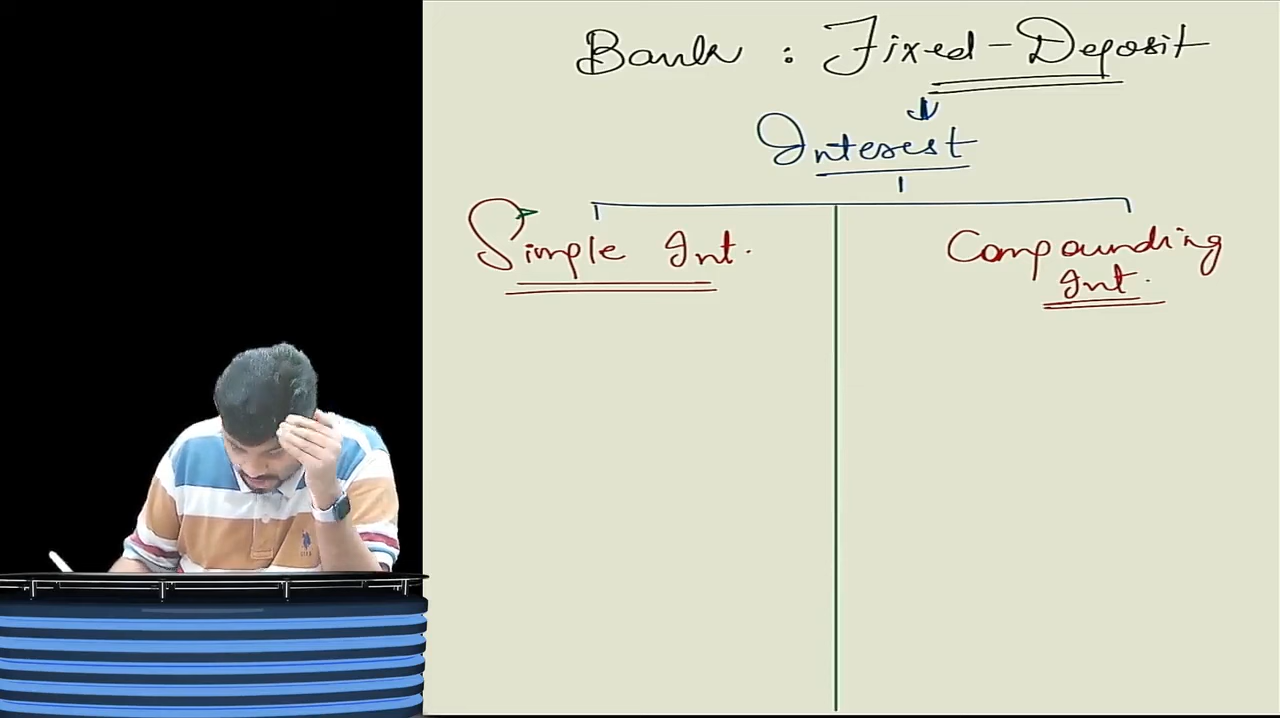 Bank : Fixed-Deposit
Interest
Simple Int.
Compounding
Int.